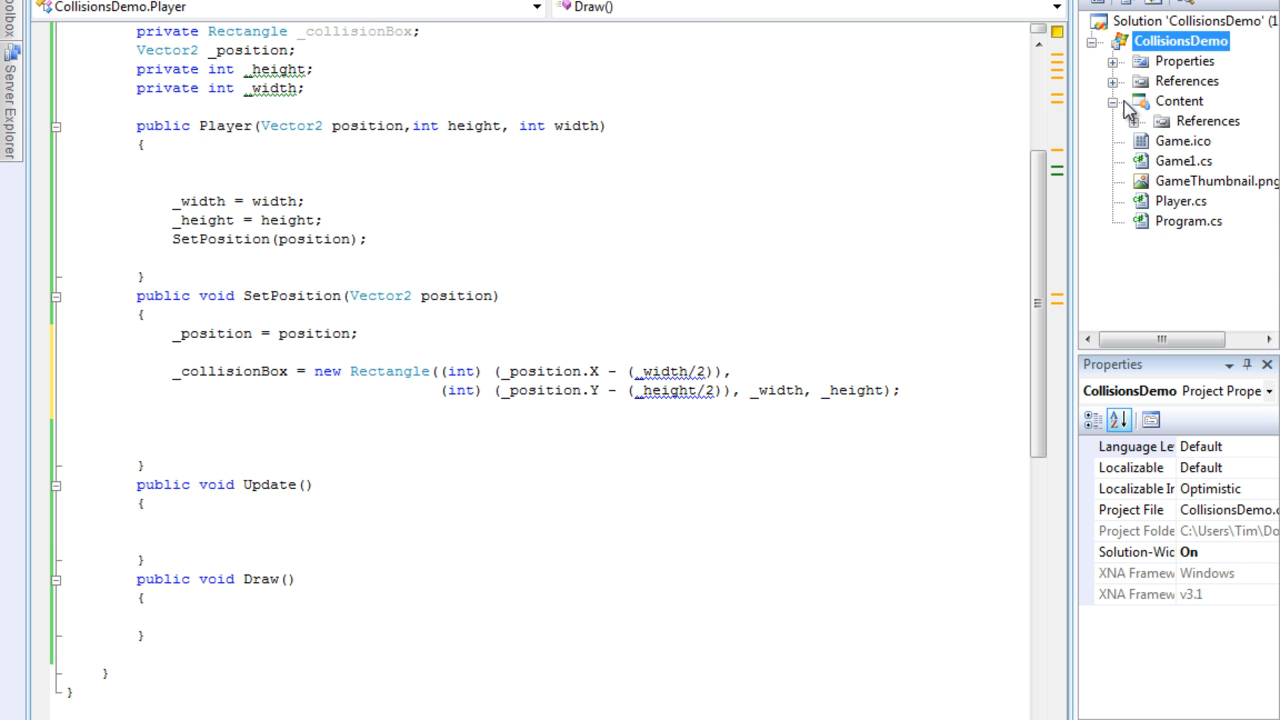 CollisionsDemo.Player
Draw()
private Rectangle _collisionBox;
Vector2 _position;
private int _height;
private int _width;
public Player(Vector2 position,int height, int width)
{
_width = width;
_height = height;
SetPosition(position);
}
public void SetPosition(Vector2 position)
{
_position = position;
_collisionBox = new Rectangle((int) (_position.X - (_width/2)),
(int) (_position.Y - (_height/2)), _width, _height);
}
public void Update()
{
}
public void Draw()
{
}
}
}
Server Explorer
Solution 'CollisionsDemo' (1
CollisionsDemo
Properties
References
Content
References
Game.ico
Game1.cs
GameThumbnail.png
Player.cs
Program.cs
Properties
CollisionsDemo Project Prope
Language Le Default
Localizable Default
Localizable Ir Optimistic
Project File CollisionsDemo.c
Project Folde C:\Users\Tim\Do
Solution-Wic On
XNA Framew Windows
XNA Framew v3.1